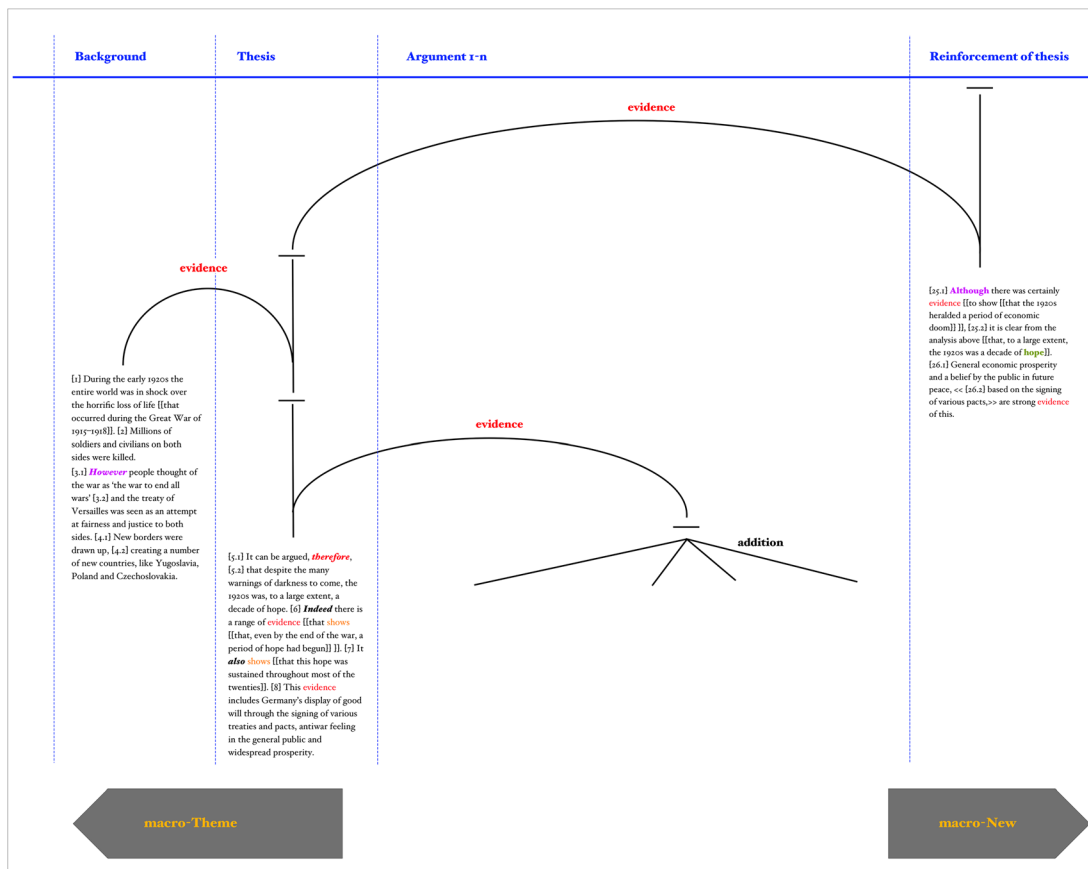 Background
Thesis
Argument 1-n
Reinforcement of thesis
evidence
evidence
evidence
addition
[1] During the early 1920s the
entire world was in shock over
the horrific loss of life [[that
occurred during the Great War of
1915–1918]]. [2] Millions of
soldiers and civilians on both
sides were killed.
[3.1] However people thought of
the war as 'the war to end all
wars' [3.2] and the treaty of
Versailles was seen as an attempt
at fairness and justice to both
sides. [4.1] New borders were
drawn up, [4.2] creating a number
of new countries, like Yugoslavia,
Poland and Czechoslovakia.
[5.1] It can be argued, therefore,
[5.2] that despite the many
warnings of darkness to come, the
1920s was, to a large extent, a
decade of hope. [6] Indeed there is
a range of evidence [[that shows
[[that, even by the end of the war, a
period of hope had begun]] ]]. [7] It
also shows [[that this hope was
sustained throughout most of the
twenties]]. [8] This evidence
includes Germany's display of good
will through the signing of various
treaties and pacts, antiwar feeling
in the general public and
widespread prosperity.
[25.1] Although there was certainly
evidence [[to show [[that the 1920s
heralded a period of economic
doom]] ]], [25.2] it is clear from the
analysis above [[that, to a large extent,
the 1920s was a decade of hope]].
[26.1] General economic prosperity
and a belief by the public in future
peace, << [26.2] based on the signing
of various pacts,>> are strong evidence
of this.
macro-Theme
macro-New